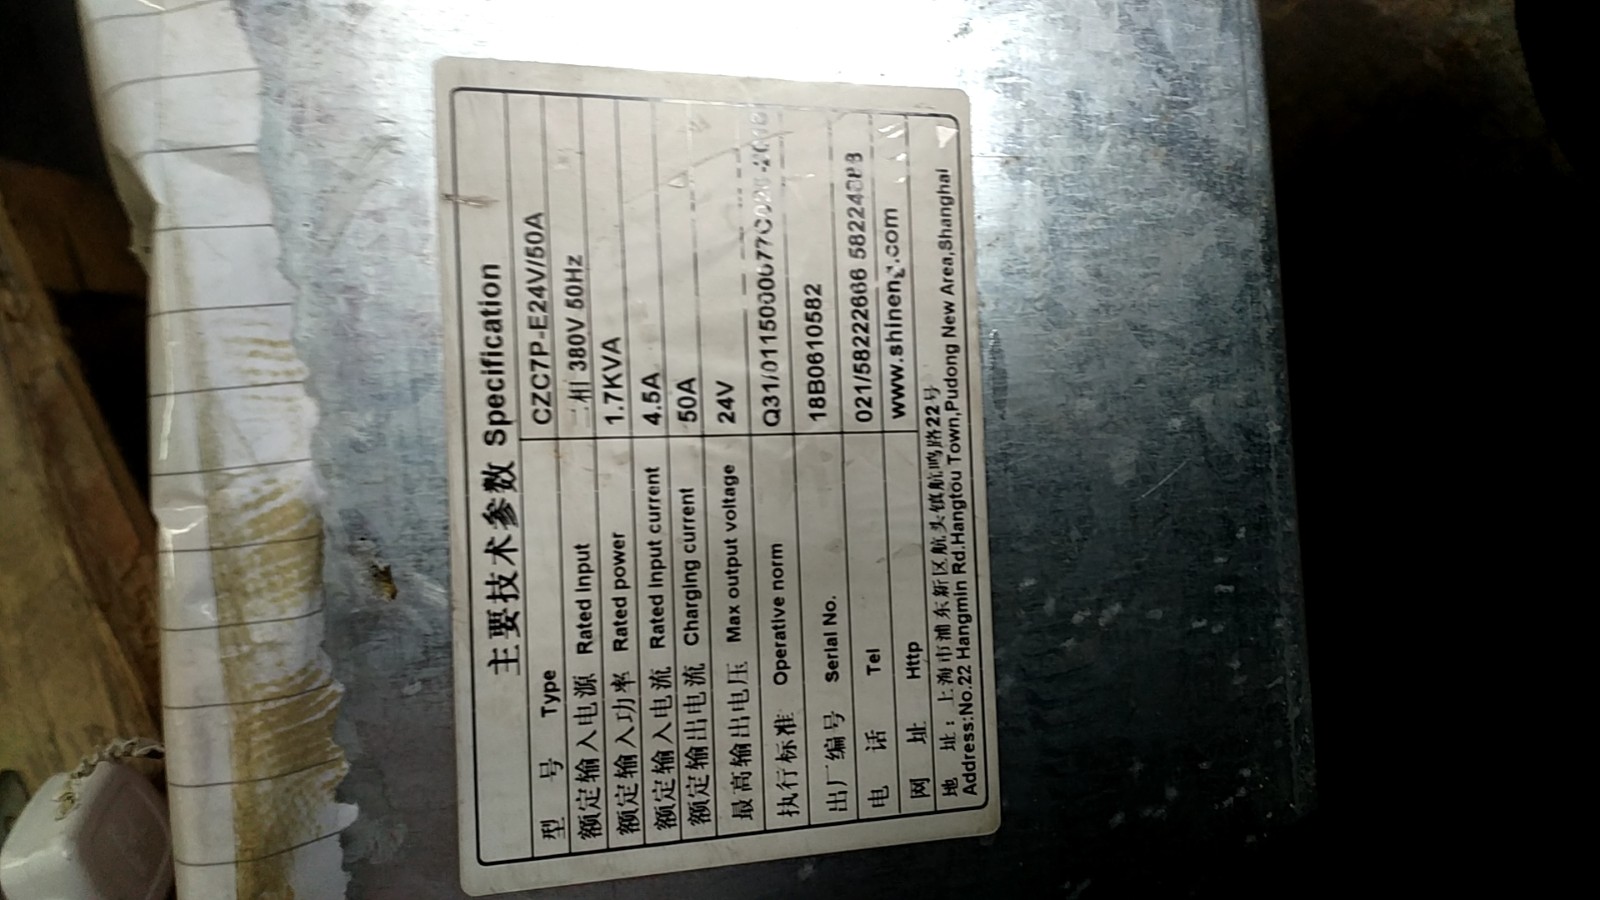 主要技术参数 Specification
型 号 Type CZC7P-E24V/50A
额定输入电源 Rated Input 相 380V 50Hz
额定输入功率 Rated power 1.7KVA
额定输入电流 Rated Input current 4.5A
额定输出电流 Charging current 50A
最高输出电压 Max output voltage 24V
执行标准 Operative norm
出厂编号 Serial No. 18B0610582
电 话 Tel 021/58222666
网 址 Http
地 址：上海市浦东新区航头镇航鸣路22号
Address:No.22 Hangmin Rd.Hangtou Town,Pudong New Area,Shanghai